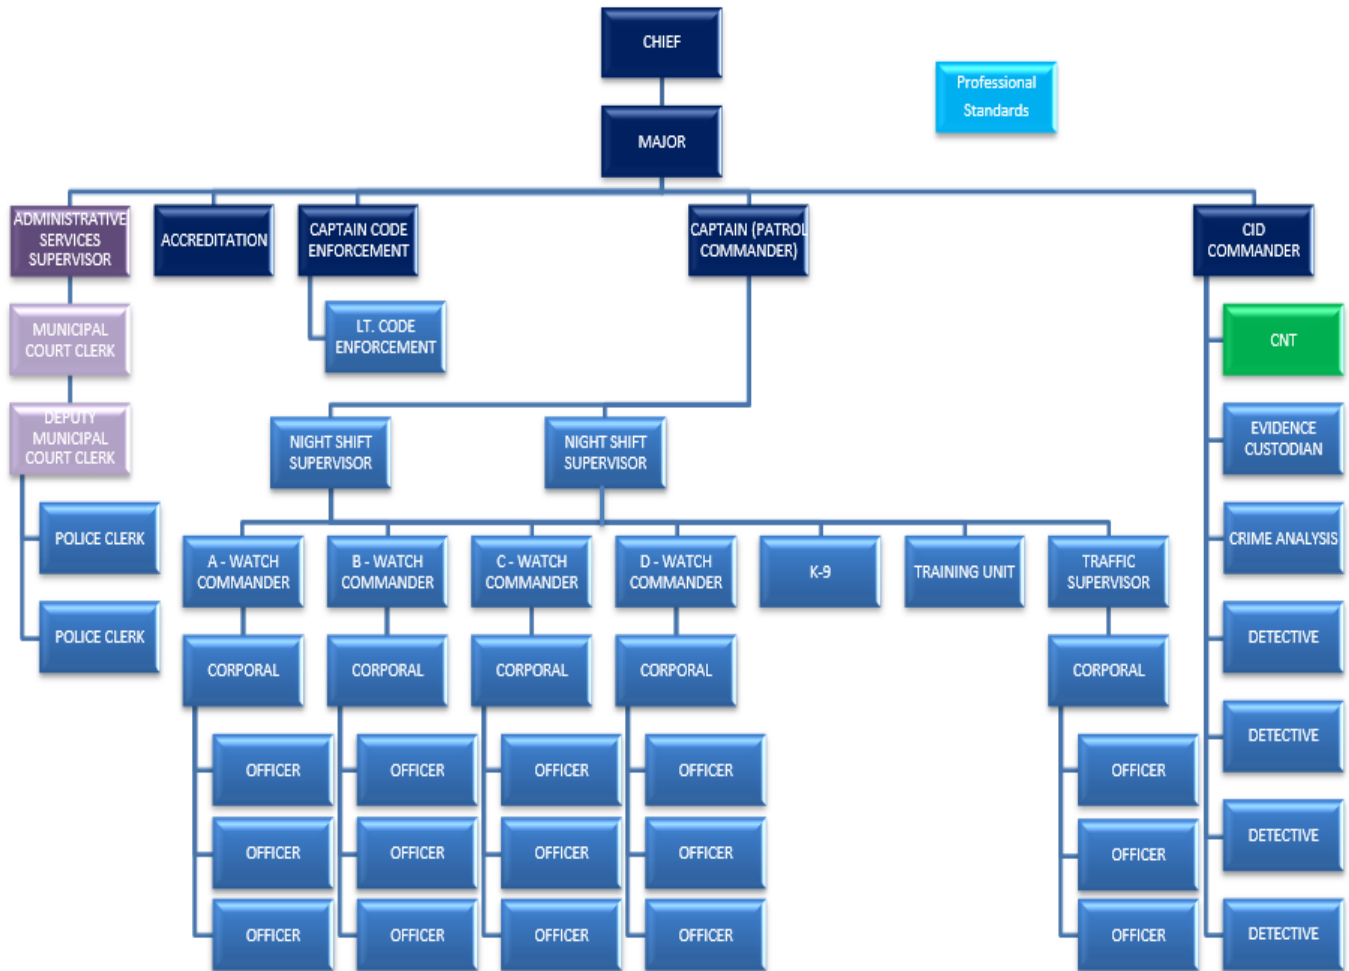 CHIEF
Professional
Standards
MAJOR
ADMINISTRATIVE
SERVICES
SUPERVISOR
ACCREDITATION
CAPTAIN CODE
ENFORCEMENT
CAPTAIN (PATROL
COMMANDER)
CID
COMMANDER
MUNICIPAL
COURT CLERK
LT. CODE
ENFORCEMENT
CNT
DEPUTY
MUNICIPAL
COURT CLERK
NIGHT SHIFT
SUPERVISOR
NIGHT SHIFT
SUPERVISOR
EVIDENCE
CUSTODIAN
POLICE CLERK
CRIME ANALYSIS
A - WATCH
COMMANDER
B - WATCH
COMMANDER
C - WATCH
COMMANDER
D - WATCH
COMMANDER
K-9
TRAINING UNIT
TRAFFIC
SUPERVISOR
POLICE CLERK
DETECTIVE
CORPORAL
CORPORAL
CORPORAL
CORPORAL
CORPORAL
DETECTIVE
OFFICER
OFFICER
OFFICER
OFFICER
OFFICER
DETECTIVE
OFFICER
OFFICER
OFFICER
OFFICER
OFFICER
DETECTIVE
OFFICER
OFFICER
OFFICER
OFFICER
OFFICER